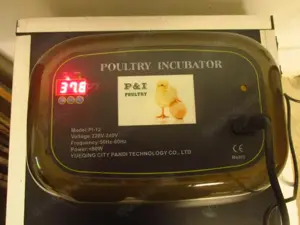 POULTRY INCUBATOR
37.8
P&I
POULTRY
Model:PI-12
Voltage:220V-240V
Frequency:50Hz-60Hz
Power:<80W
YUEQING CITY PANDI TECHNOLOGY CO., LTD
CE